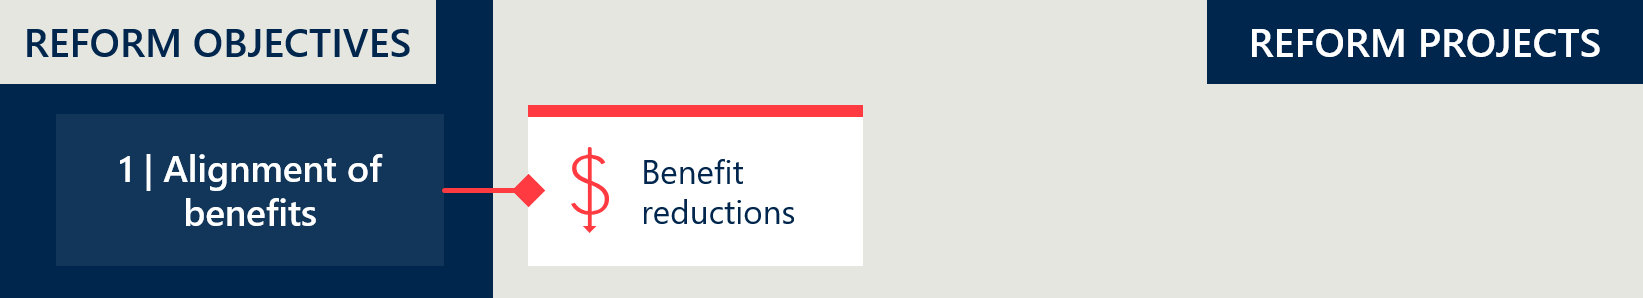 REFORM OBJECTIVES
REFORM PROJECTS
1 | Alignment of
benefits
Benefit
reductions